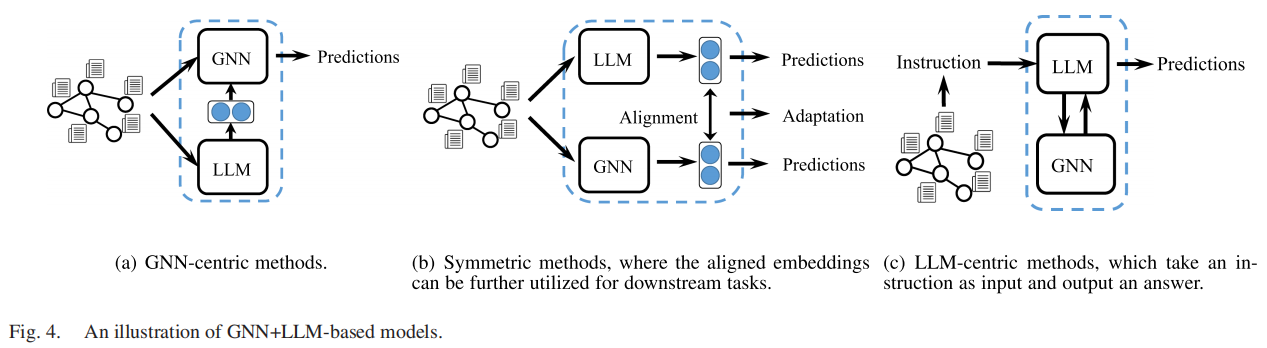 GNN
Predictions
LLM
(a) GNN-centric methods.
LLM
Predictions
Alignment
Adaptation
GNN
Predictions
(b) Symmetric methods, where the aligned embeddings
can be further utilized for downstream tasks.
Instruction
LLM
Predictions
GNN
(c) LLM-centric methods, which take an in-
struction as input and output an answer.
Fig. 4. An illustration of GNN+LLM-based models.